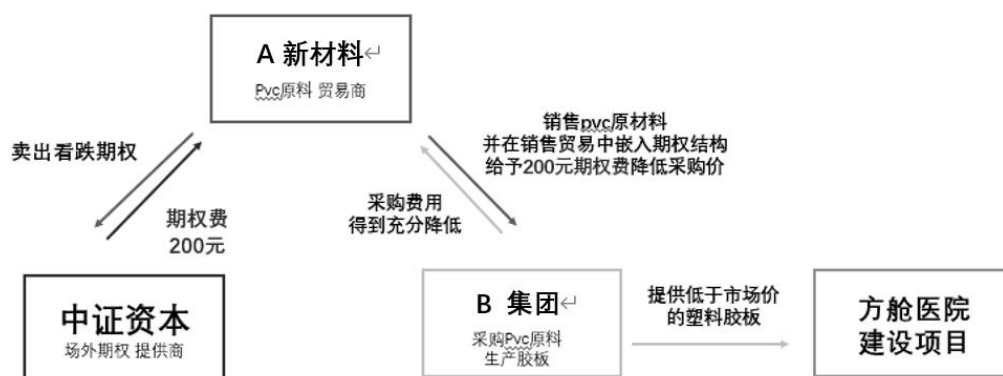 A 新材料↵
Pvc原料 贸易商
卖出看跌期权
期权费
200元
销售pvc原材料
并在销售贸易中嵌入期权结构
给予200元期权费降低采购价
采购费用
得到充分降低
中证资本
场外期权 提供商
B 集团↵
采购Pvc原料
生产胶板
提供低于市场价
的塑料胶板
方舱医院
建设项目